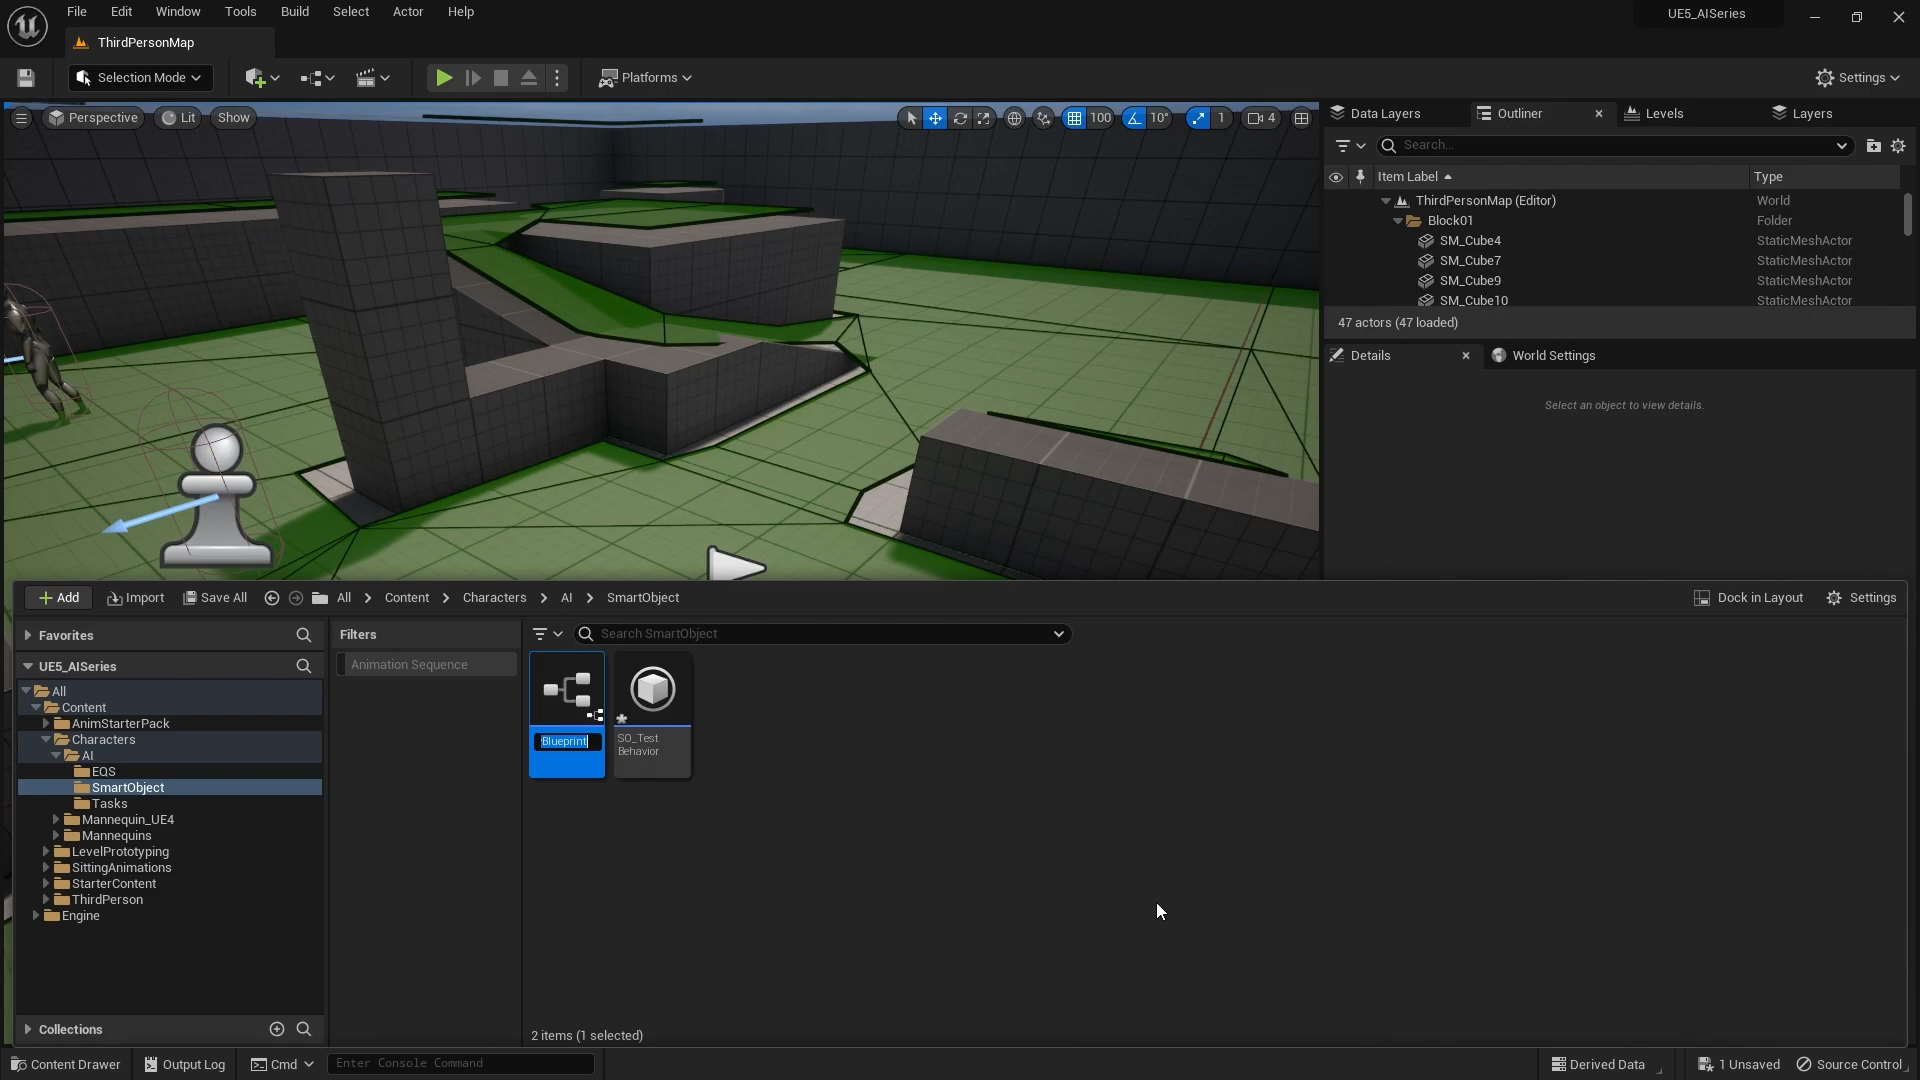 File Edit Window Tools Build Select Actor Help
UE5_AISeries
ThirdPersonMap
Selection Mode
Platforms
Settings
Perspective
Lit
Show
100
10°
1
4
Data Layers
Outliner
Levels
Layers
Search...
Item Label
Type
ThirdPersonMap (Editor)
World
Block01
Folder
SM_Cube4
StaticMeshActor
SM_Cube7
StaticMeshActor
SM_Cube9
StaticMeshActor
SM_Cube10
StaticMeshActor
47 actors (47 loaded)
Details
World Settings
Select an object to view details.
Add
Import
Save All
All
Content
Characters
AI
SmartObject
Dock in Layout
Settings
Favorites
UE5_AISeries
All
Content
AnimStarterPack
Characters
AI
EQS
SmartObject
Tasks
Mannequin_UE4
Mannequins
LevelPrototyping
SittingAnimations
StarterContent
ThirdPerson
Engine
Collections
Filters
Animation Sequence
Search SmartObject
Blueprint
SO_Test
Behavior
2 items (1 selected)
Content Drawer
Output Log
Cmd
Enter Console Command
Derived Data
1 Unsaved
Source Control